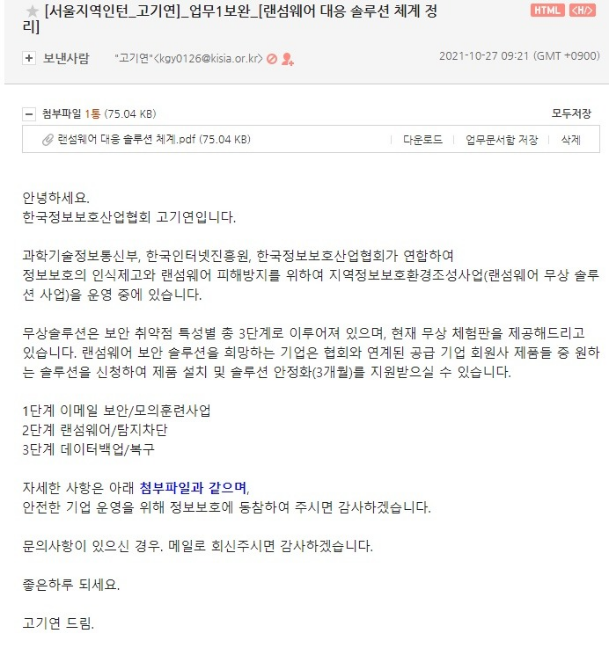 ★ [서울지역인턴_고기연]_업무1보완_[랜섬웨어 대응 솔루션 체계 정
리]
HTML </H>
+ 보낸사람 "고기연"<kgy0126@kisia.or.kr> 2021-10-27 09:21 (GMT +0900)
- 첨부파일 1통 (75.04 KB) 모두저장
랜섬웨어 대응 솔루션 체계.pdf (75.04 KB) 다운로드 | 업무문서함 저장 | 삭제
안녕하세요.
한국정보보호산업협회 고기연입니다.
과학기술정보통신부, 한국인터넷진흥원, 한국정보보호산업협회가 연합하여
정보보호의 인식제고와 랜섬웨어 피해방지를 위하여 지역정보보호환경조성사업(랜섬웨어 무상 솔루
션 사업)을 운영 중에 있습니다.
무상솔루션은 보안 취약점 특성별 총 3단계로 이루어져 있으며, 현재 무상 체험판을 제공해드리고
있습니다. 랜섬웨어 보안 솔루션을 희망하는 기업은 협회와 연계된 공급 기업 회원사 제품들 중 원하
는 솔루션을 신청하여 제품 설치 및 솔루션 안정화(3개월)를 지원받으실 수 있습니다.
1단계 이메일 보안/모의훈련사업
2단계 랜섬웨어/탐지차단
3단계 데이터백업/복구
자세한 사항은 아래 첨부파일과 같으며,
안전한 기업 운영을 위해 정보보호에 동참하여 주시면 감사하겠습니다.
문의사항이 있으신 경우. 메일로 회신주시면 감사하겠습니다.
좋은하루 되세요.
고기연 드림.